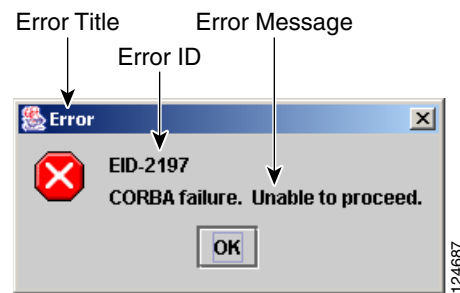 Error Title
Error Message
Error ID
Error
EID-2197
CORBA failure. Unable to proceed.
OK
124687